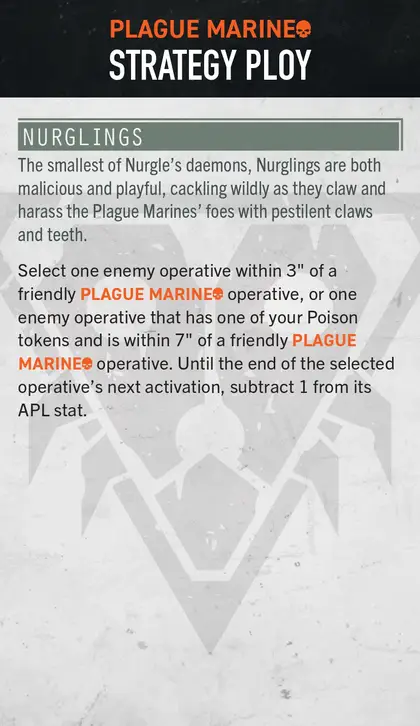 PLAGUE MARINE
STRATEGY PLOY
NURGLINGS
The smallest of Nurgle's daemons, Nurglings are both
malicious and playful, cackling wildly as they claw and
harass the Plague Marines' foes with pestilent claws
and teeth.
Select one enemy operative within 3" of a
friendly PLAGUE MARINE operative, or one
enemy operative that has one of your Poison
tokens and is within 7" of a friendly PLAGUE
MARINE operative. Until the end of the selected
operative's next activation, subtract 1 from its
APL stat.